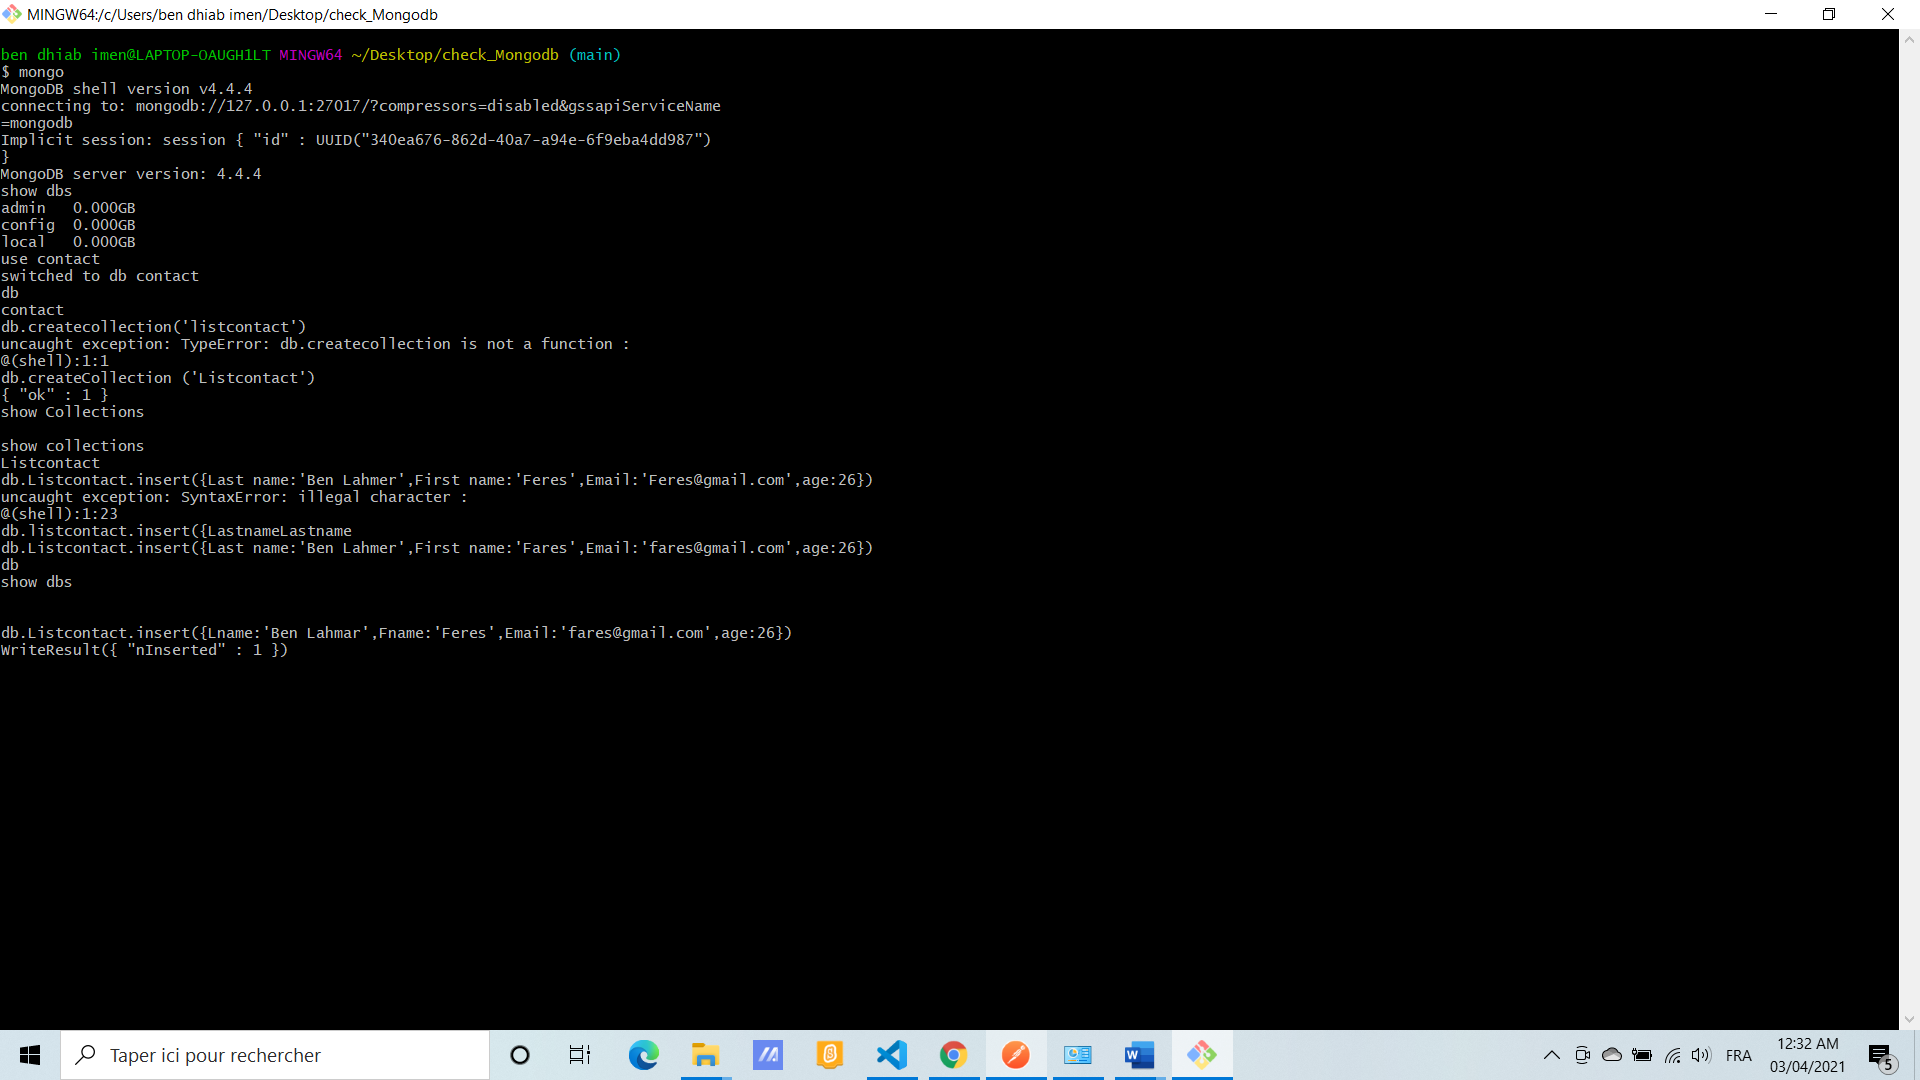 MINGW64:/c/Users/ben dhiab imen/Desktop/check_Mongodb
ben dhiab imen@LAPTOP-OAUGH1LT MINGW64 ~/Desktop/check_Mongodb (main)
$ mongo
MongoDB shell version v4.4.4
connecting to: mongodb://127.0.0.1:27017/?compressors=disabled&gssapiServiceName
=mongodb
Implicit session: session { "id" : UUID("340ea676-862d-40a7-a94e-6f9eba4dd987")
}
MongoDB server version: 4.4.4
show dbs
admin   0.000GB
config  0.000GB
local   0.000GB
use contact
switched to db contact
db
contact
db.createcollection('listcontact')
uncaught exception: TypeError: db.createcollection is not a function :
@(shell):1:1
db.createCollection ('Listcontact')
{ "ok" : 1 }
show Collections
show collections
Listcontact
db.Listcontact.insert({Last name:'Ben Lahmer',First name:'Feres',Email:'Feres@gmail.com',age:26})
uncaught exception: SyntaxError: illegal character :
@(shell):1:23
db.listcontact.insert({LastnameLastname
db.Listcontact.insert({Last name:'Ben Lahmer',First name:'Fares',Email:'fares@gmail.com',age:26})
db
show dbs
db.Listcontact.insert({Lname:'Ben Lahmar',Fname:'Feres',Email:'fares@gmail.com',age:26})
WriteResult({ "nInserted" : 1 })
Taper ici pour rechercher
FRA
12:32 AM
03/04/2021
5